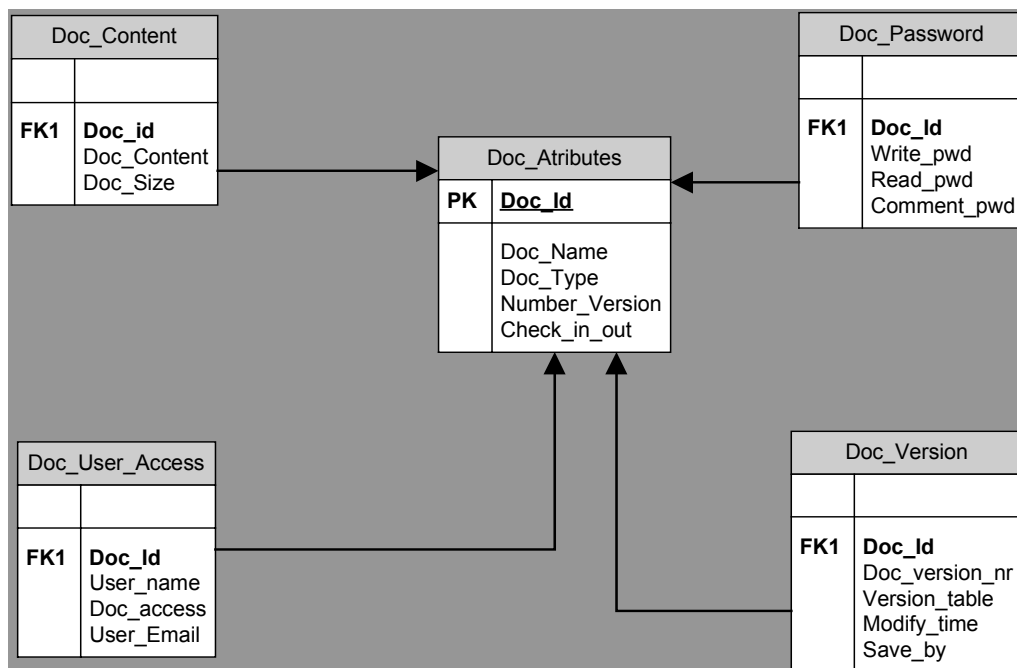 Doc_Content
FK1 Doc_id
Doc_Content
Doc_Size
Doc_Password
FK1 Doc_Id
Write_pwd
Read_pwd
Comment_pwd
Doc_Atributes
PK Doc_Id
Doc_Name
Doc_Type
Number_Version
Check_in_out
Doc_User_Access
FK1 Doc_Id
User_name
Doc_access
User_Email
Doc_Version
FK1 Doc_Id
Doc_version_nr
Version_table
Modify_time
Save_by